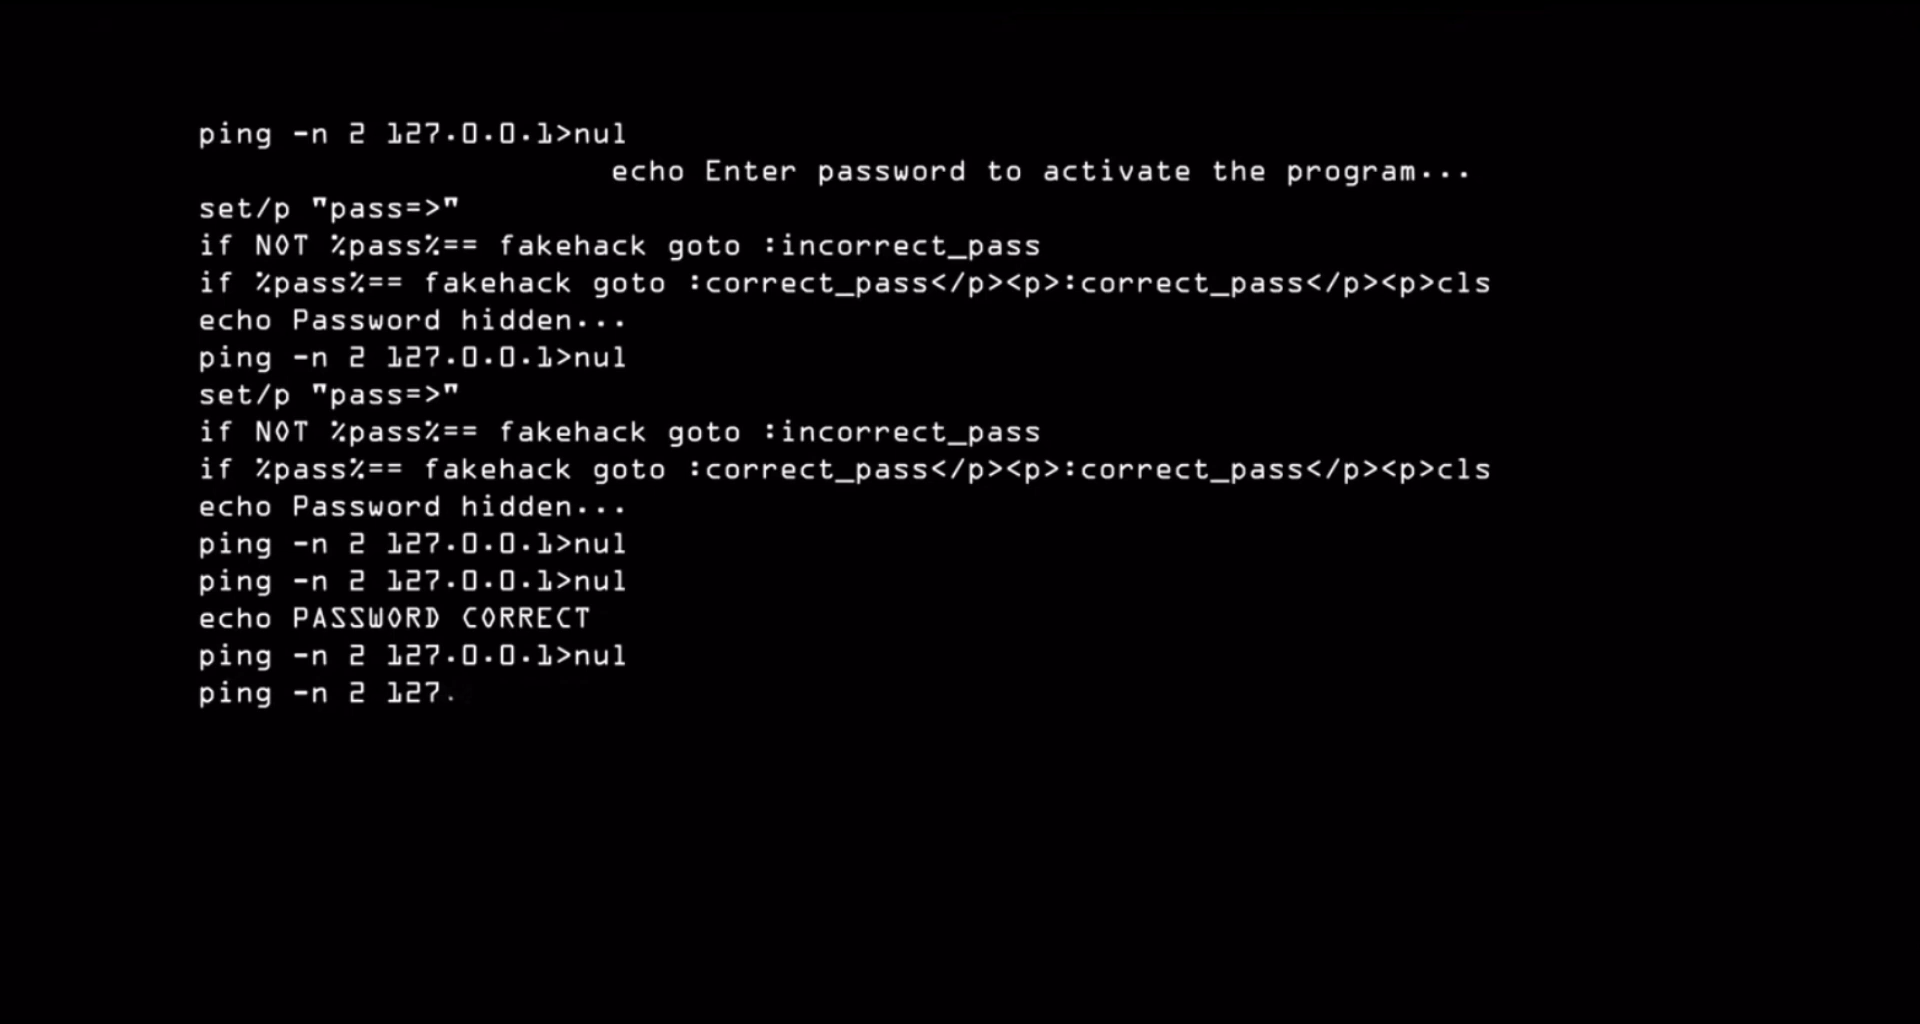 ping -n 2 127.0.0.1>nul
echo Enter password to activate the program...
set/p "pass=>"
if NOT %pass%== fakehack goto :incorrect_pass
if %pass%== fakehack goto :correct_pass</p><p>:correct_pass</p><p>cls
echo Password hidden...
ping -n 2 127.0.0.1>nul
set/p "pass=>"
if NOT %pass%== fakehack goto :incorrect_pass
if %pass%== fakehack goto :correct_pass</p><p>:correct_pass</p><p>cls
echo Password hidden...
ping -n 2 127.0.0.1>nul
ping -n 2 127.0.0.1>nul
echo PASSWORD CORRECT
ping -n 2 127.0.0.1>nul
ping -n 2 127.